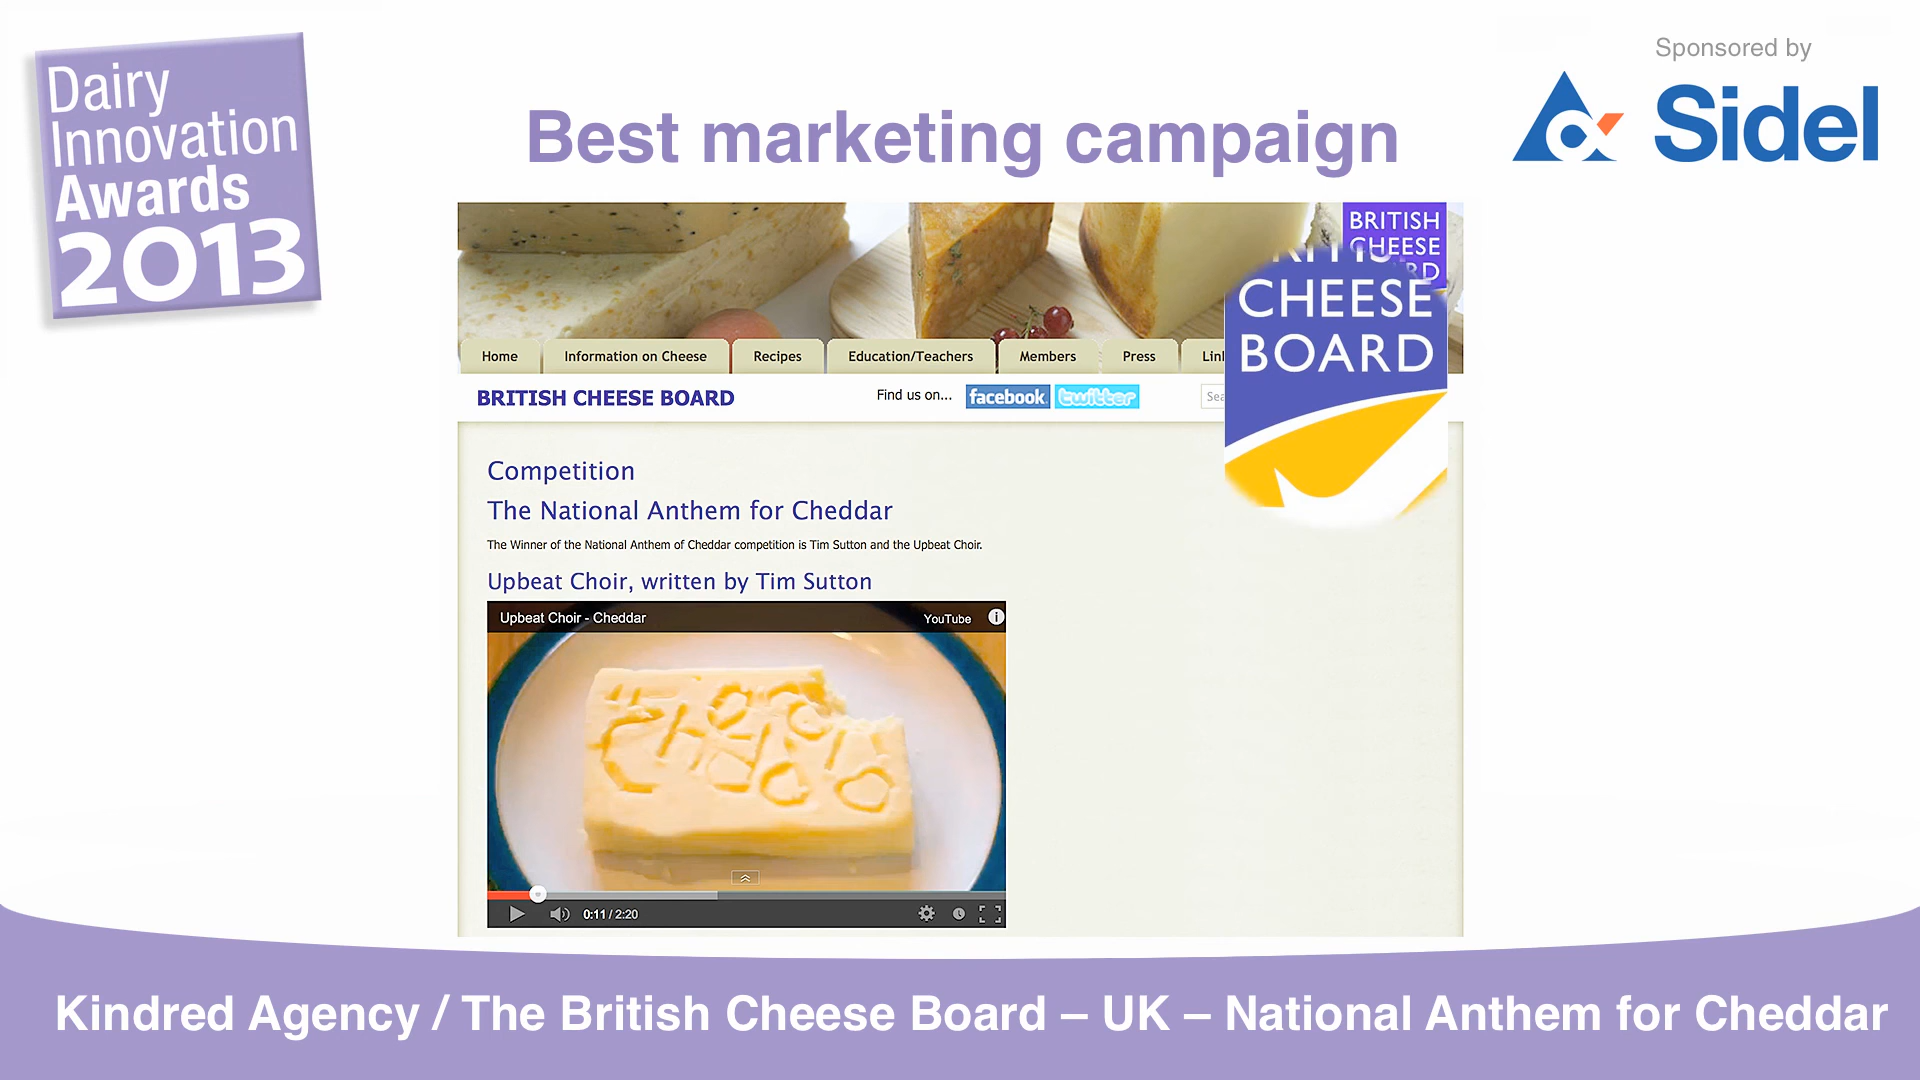 Dairy
Innovation
Awards
2013
Best marketing campaign
Sponsored by
Sidel
BRITISH
CHEESE
CHEESE
BOARD
Home
Information on Cheese
Recipes
Education/Teachers
Members
Press
BRITISH CHEESE BOARD
Find us on...
facebook
twitter
Competition
The National Anthem for Cheddar
The Winner of the National Anthem of Cheddar competition is Tim Sutton and the Upbeat Choir.
Upbeat Choir, written by Tim Sutton
Upbeat Choir - Cheddar
YouTube
0:11 / 2:20
Kindred Agency / The British Cheese Board – UK – National Anthem for Cheddar